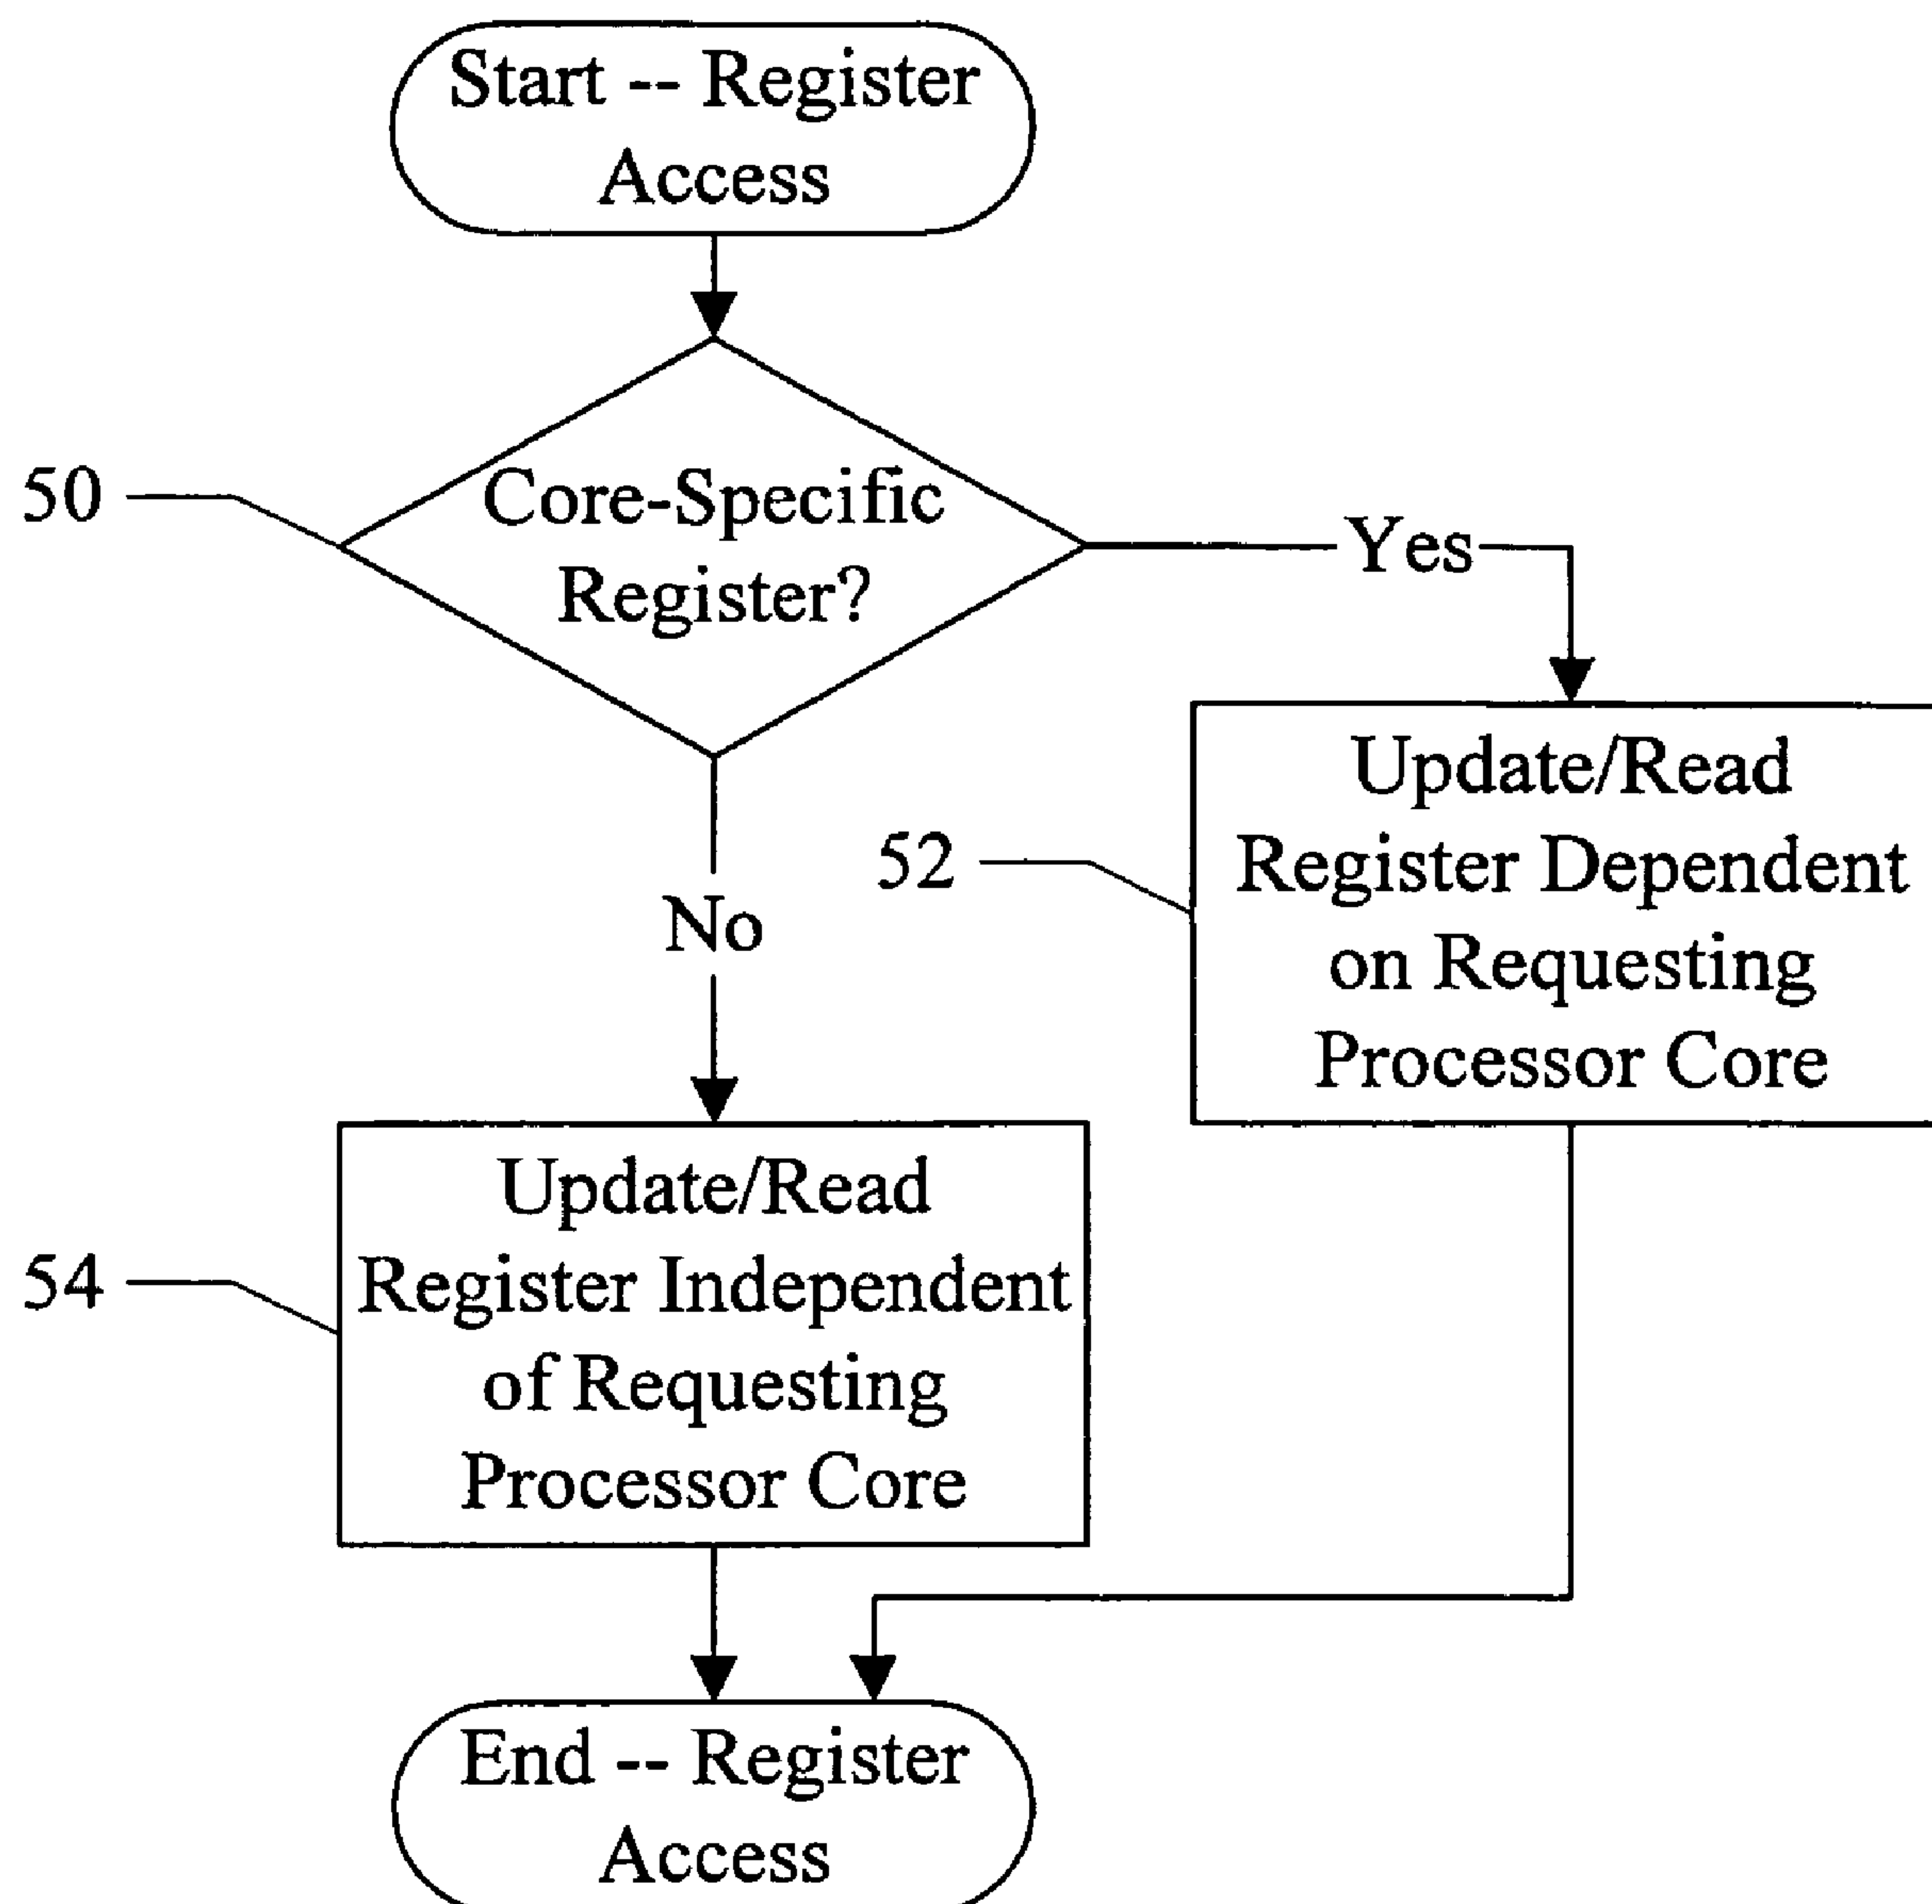 Start -- Register
Access
50
Core-Specific
Register?
Yes
No
52
Update/Read
Register Dependent
on Requesting
Processor Core
54
Update/Read
Register Independent
of Requesting
Processor Core
End -- Register
Access